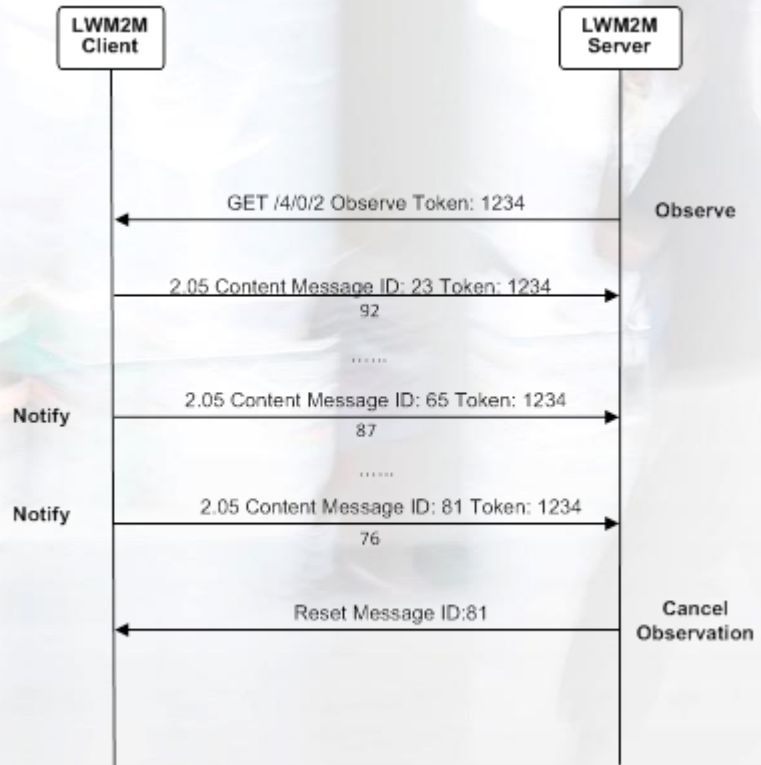 LWM2M
Client
LWM2M
Server
GET /4/0/2 Observe Token: 1234
Observe
2.05 Content Message ID: 23 Token: 1234
92
......
Notify
2.05 Content Message ID: 65 Token: 1234
87
......
Notify
2.05 Content Message ID: 81 Token: 1234
76
Reset Message ID:81
Cancel
Observation